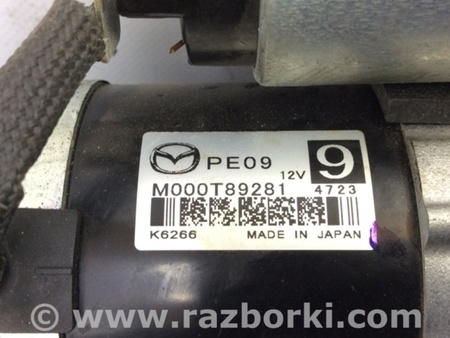 PE09
12V
9
M000T89281 4723
K6266 MADE IN JAPAN
© www.razborki.com